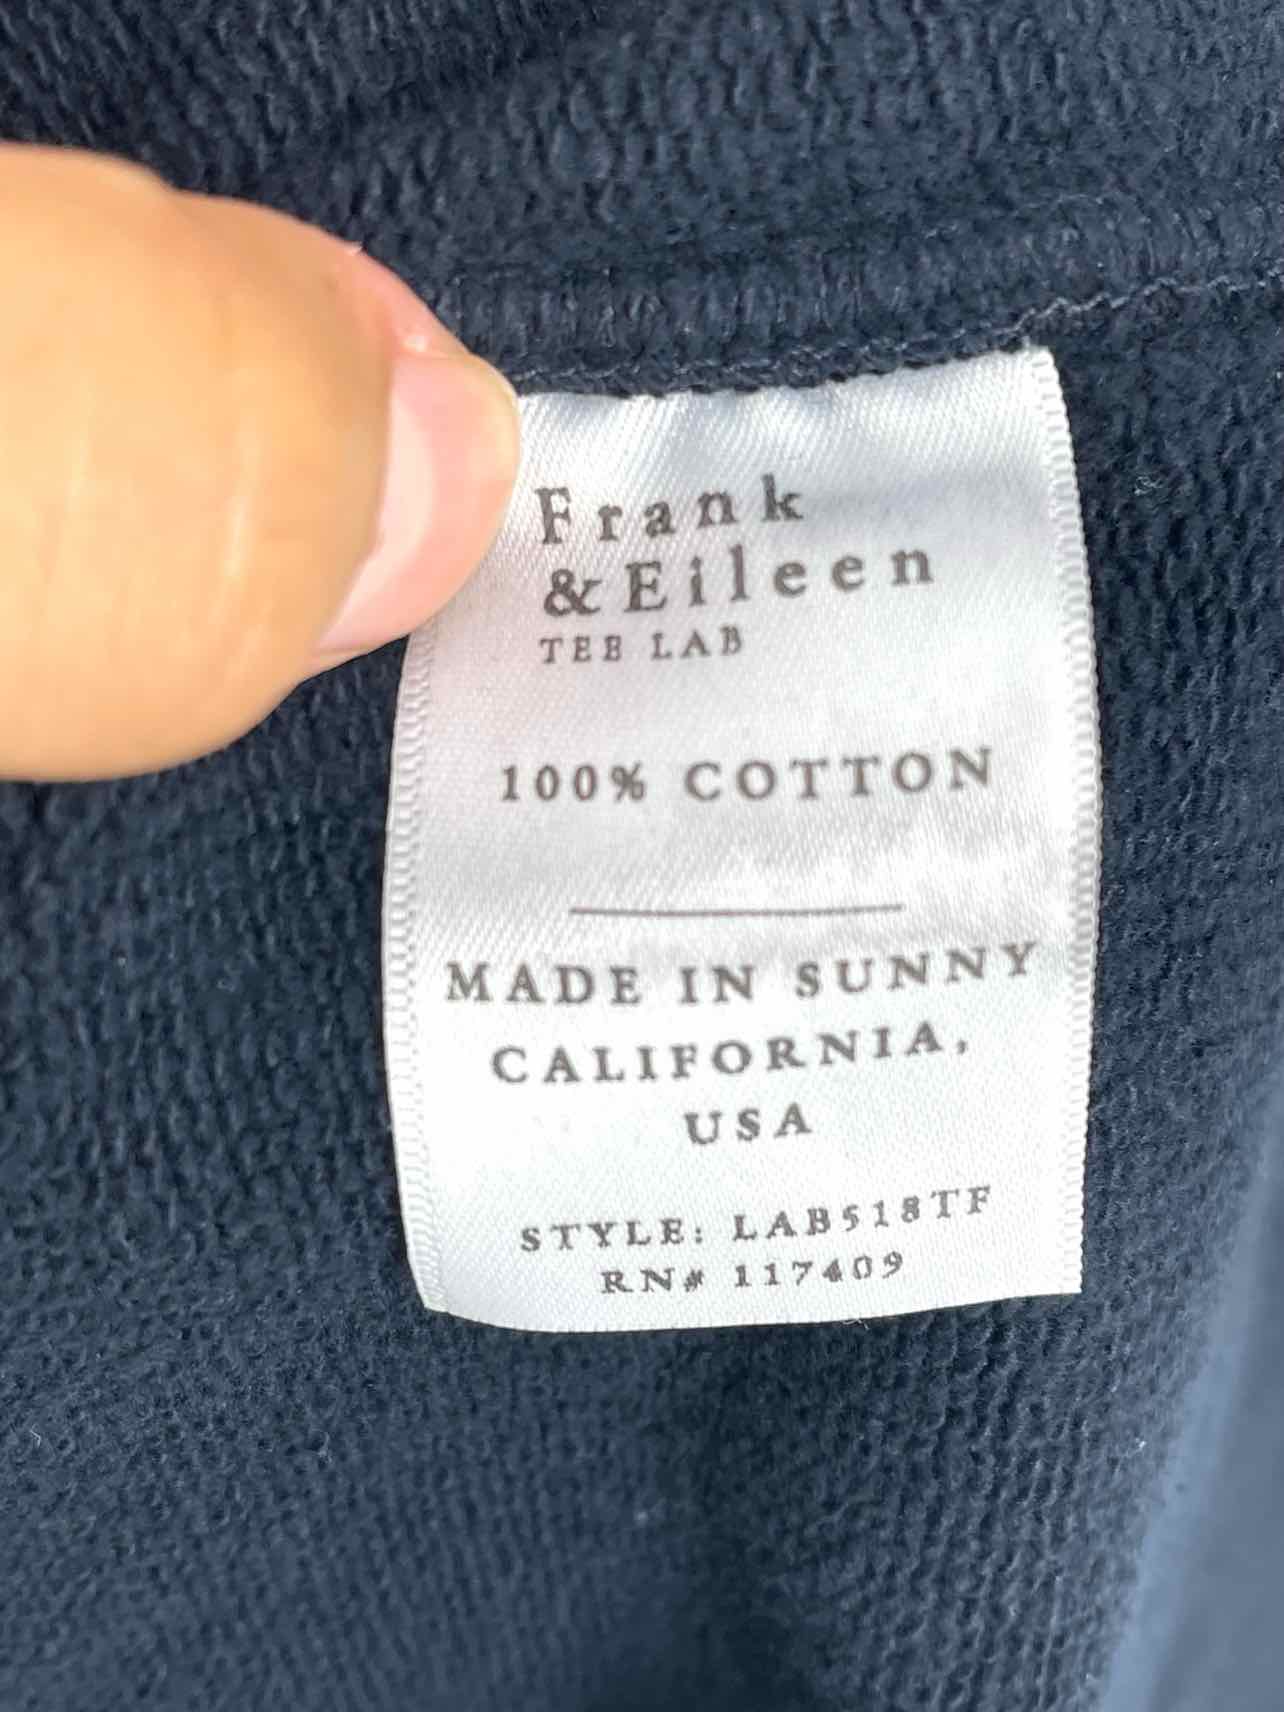 Frank
& Eileen
TEE LAB
100% COTTON
MADE IN SUNNY
CALIFORNIA,
USA
STYLE: LAB518TF
RN# 117409